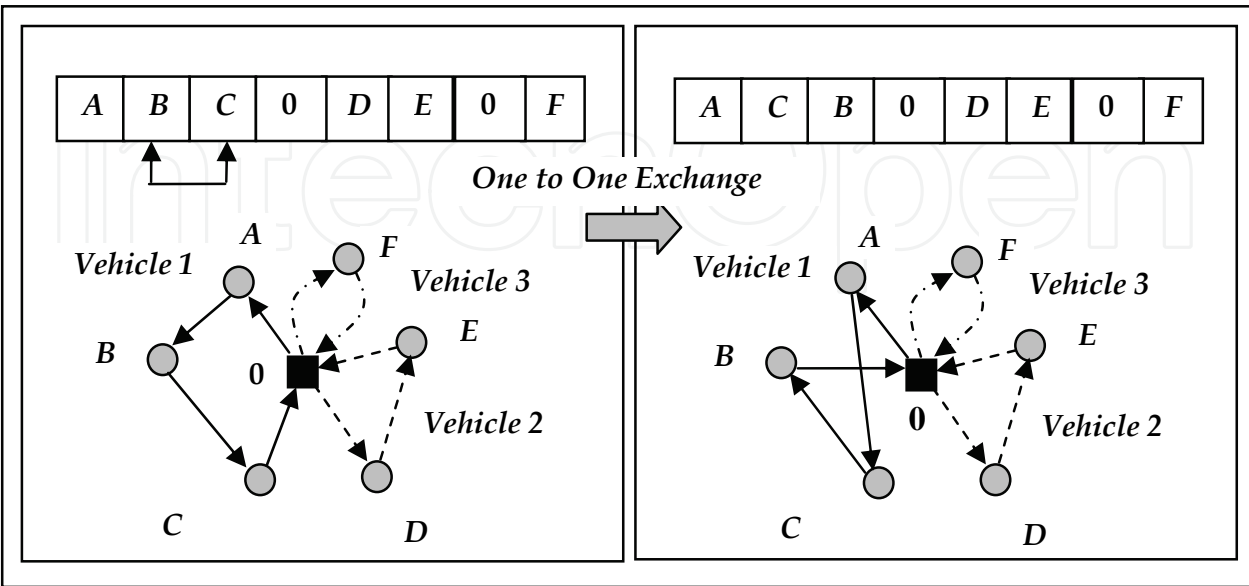 A B C 0 D E 0 F
A C B 0 D E 0 F
IntechOpen
One to One Exchange
A
F
Vehicle 1
Vehicle 3
B
E
0
Vehicle 2
C
D
A
F
Vehicle 1
Vehicle 3
B
E
0
Vehicle 2
C
D